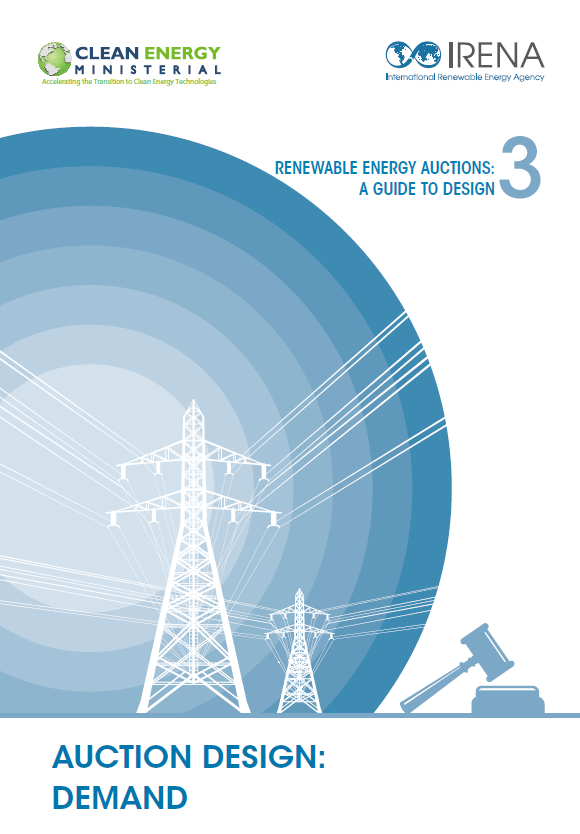 CLEAN ENERGY
MINISTERIAL
Accelerating the Transition to Clean Energy Technologies
IRENA
International Renewable Energy Agency
RENEWABLE ENERGY AUCTIONS:
A GUIDE TO DESIGN
3
AUCTION DESIGN:
DEMAND